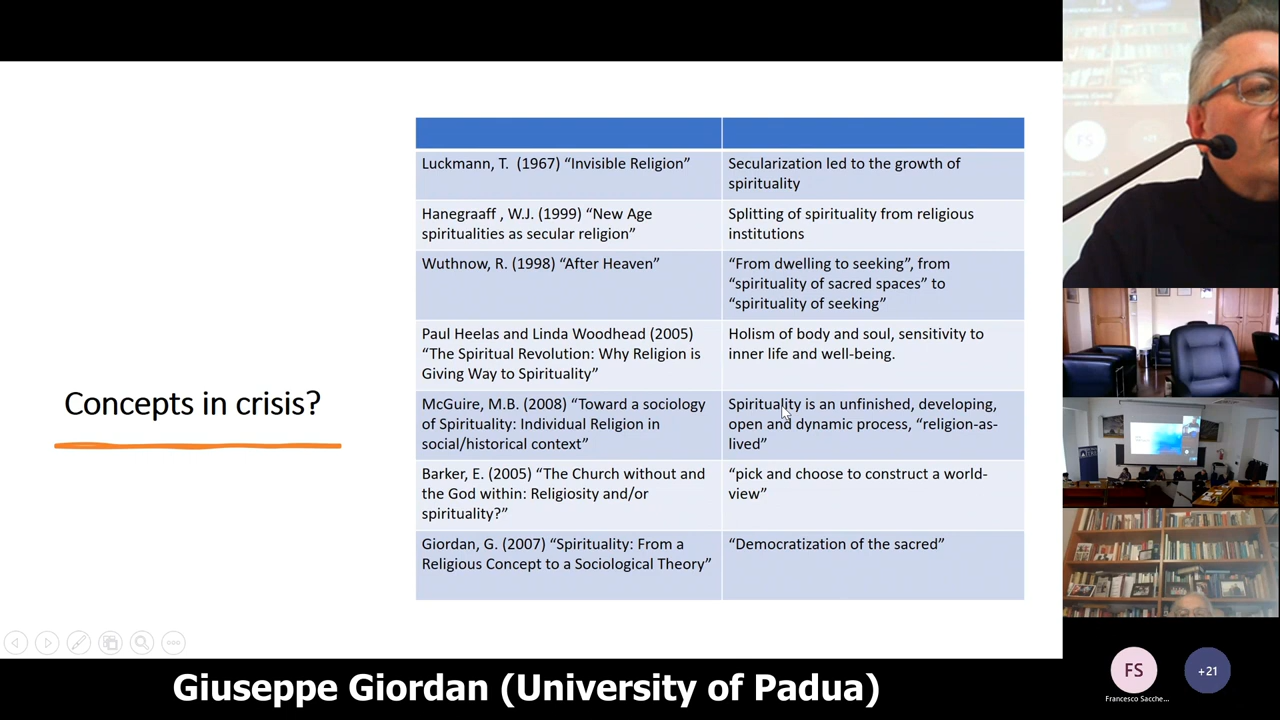 Concepts in crisis?
Luckmann, T. (1967) “Invisible Religion”
Secularization led to the growth of
spirituality
Hanegraaff , W.J. (1999) “New Age
spiritualities as secular religion”
Splitting of spirituality from religious
institutions
Wuthnow, R. (1998) “After Heaven”
“From dwelling to seeking”, from
“spirituality of sacred spaces” to
“spirituality of seeking”
Paul Heelas and Linda Woodhead (2005)
“The Spiritual Revolution: Why Religion is
Giving Way to Spirituality”
Holism of body and soul, sensitivity to
inner life and well-being.
McGuire, M.B. (2008) “Toward a sociology
of Spirituality: Individual Religion in
social/historical context”
Spirituality is an unfinished, developing,
open and dynamic process, “religion-as-
lived”
Barker, E. (2005) “The Church without and
the God within: Religiosity and/or
spirituality?”
“pick and choose to construct a world-
view”
Giordan, G. (2007) “Spirituality: From a
Religious Concept to a Sociological Theory”
“Democratization of the sacred”
Giuseppe Giordan (University of Padua)
FS
FS
+21
Francesco Sacche...